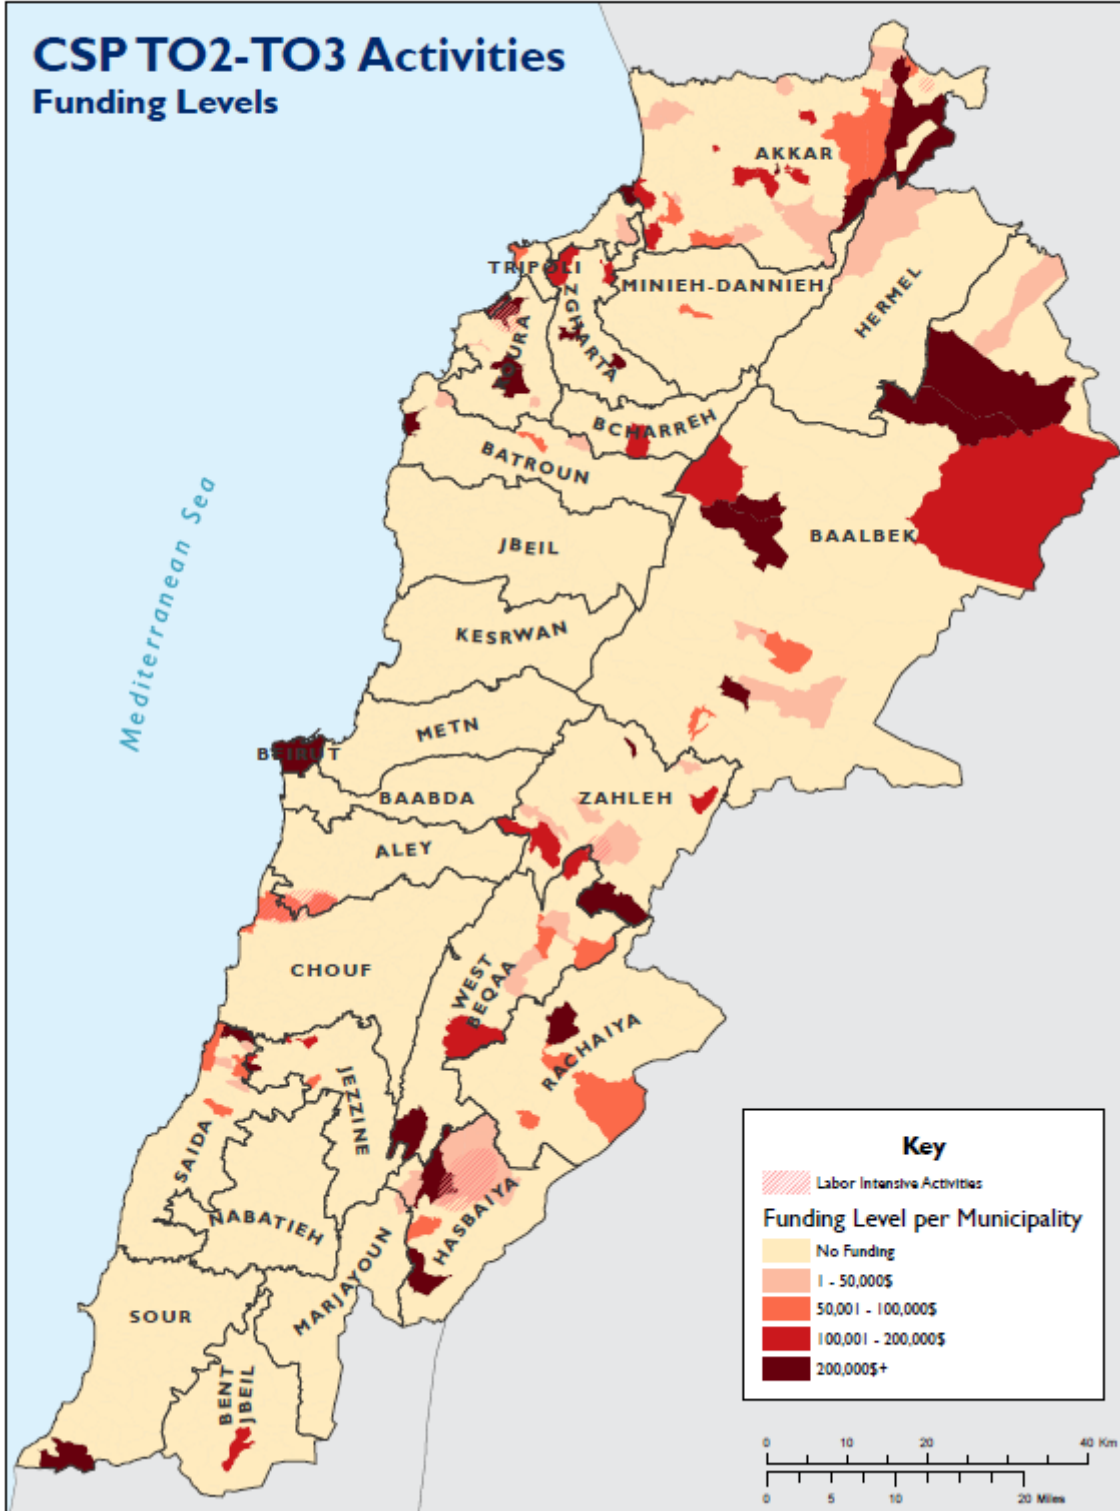 CSP TO2-TO3 Activities
Funding Levels
AKKAR
TRIPOLI
MINIEH-DANNIEH
ZGHARTA
HERMEL
KOURA
BCHARREH
BATROUN
Mediterranean Sea
JBEIL
BAALBEK
KESRWAN
METN
BEIRUT
BAABDA
ZAHLEH
ALEY
CHOUF
WEST
BEQAA
RACHAIYA
JEZZINE
SAIDA
HASBAIYA
NABATIEH
MARJAYOUN
SOUR
BENT
JBEIL
Key
Labor Intensive Activities
Funding Level per Municipality
No Funding
1 - 50,000$
50,001 - 100,000$
100,001 - 200,000$
200,000$+
0 10 20 40 Km
0 5 10 20 Miles